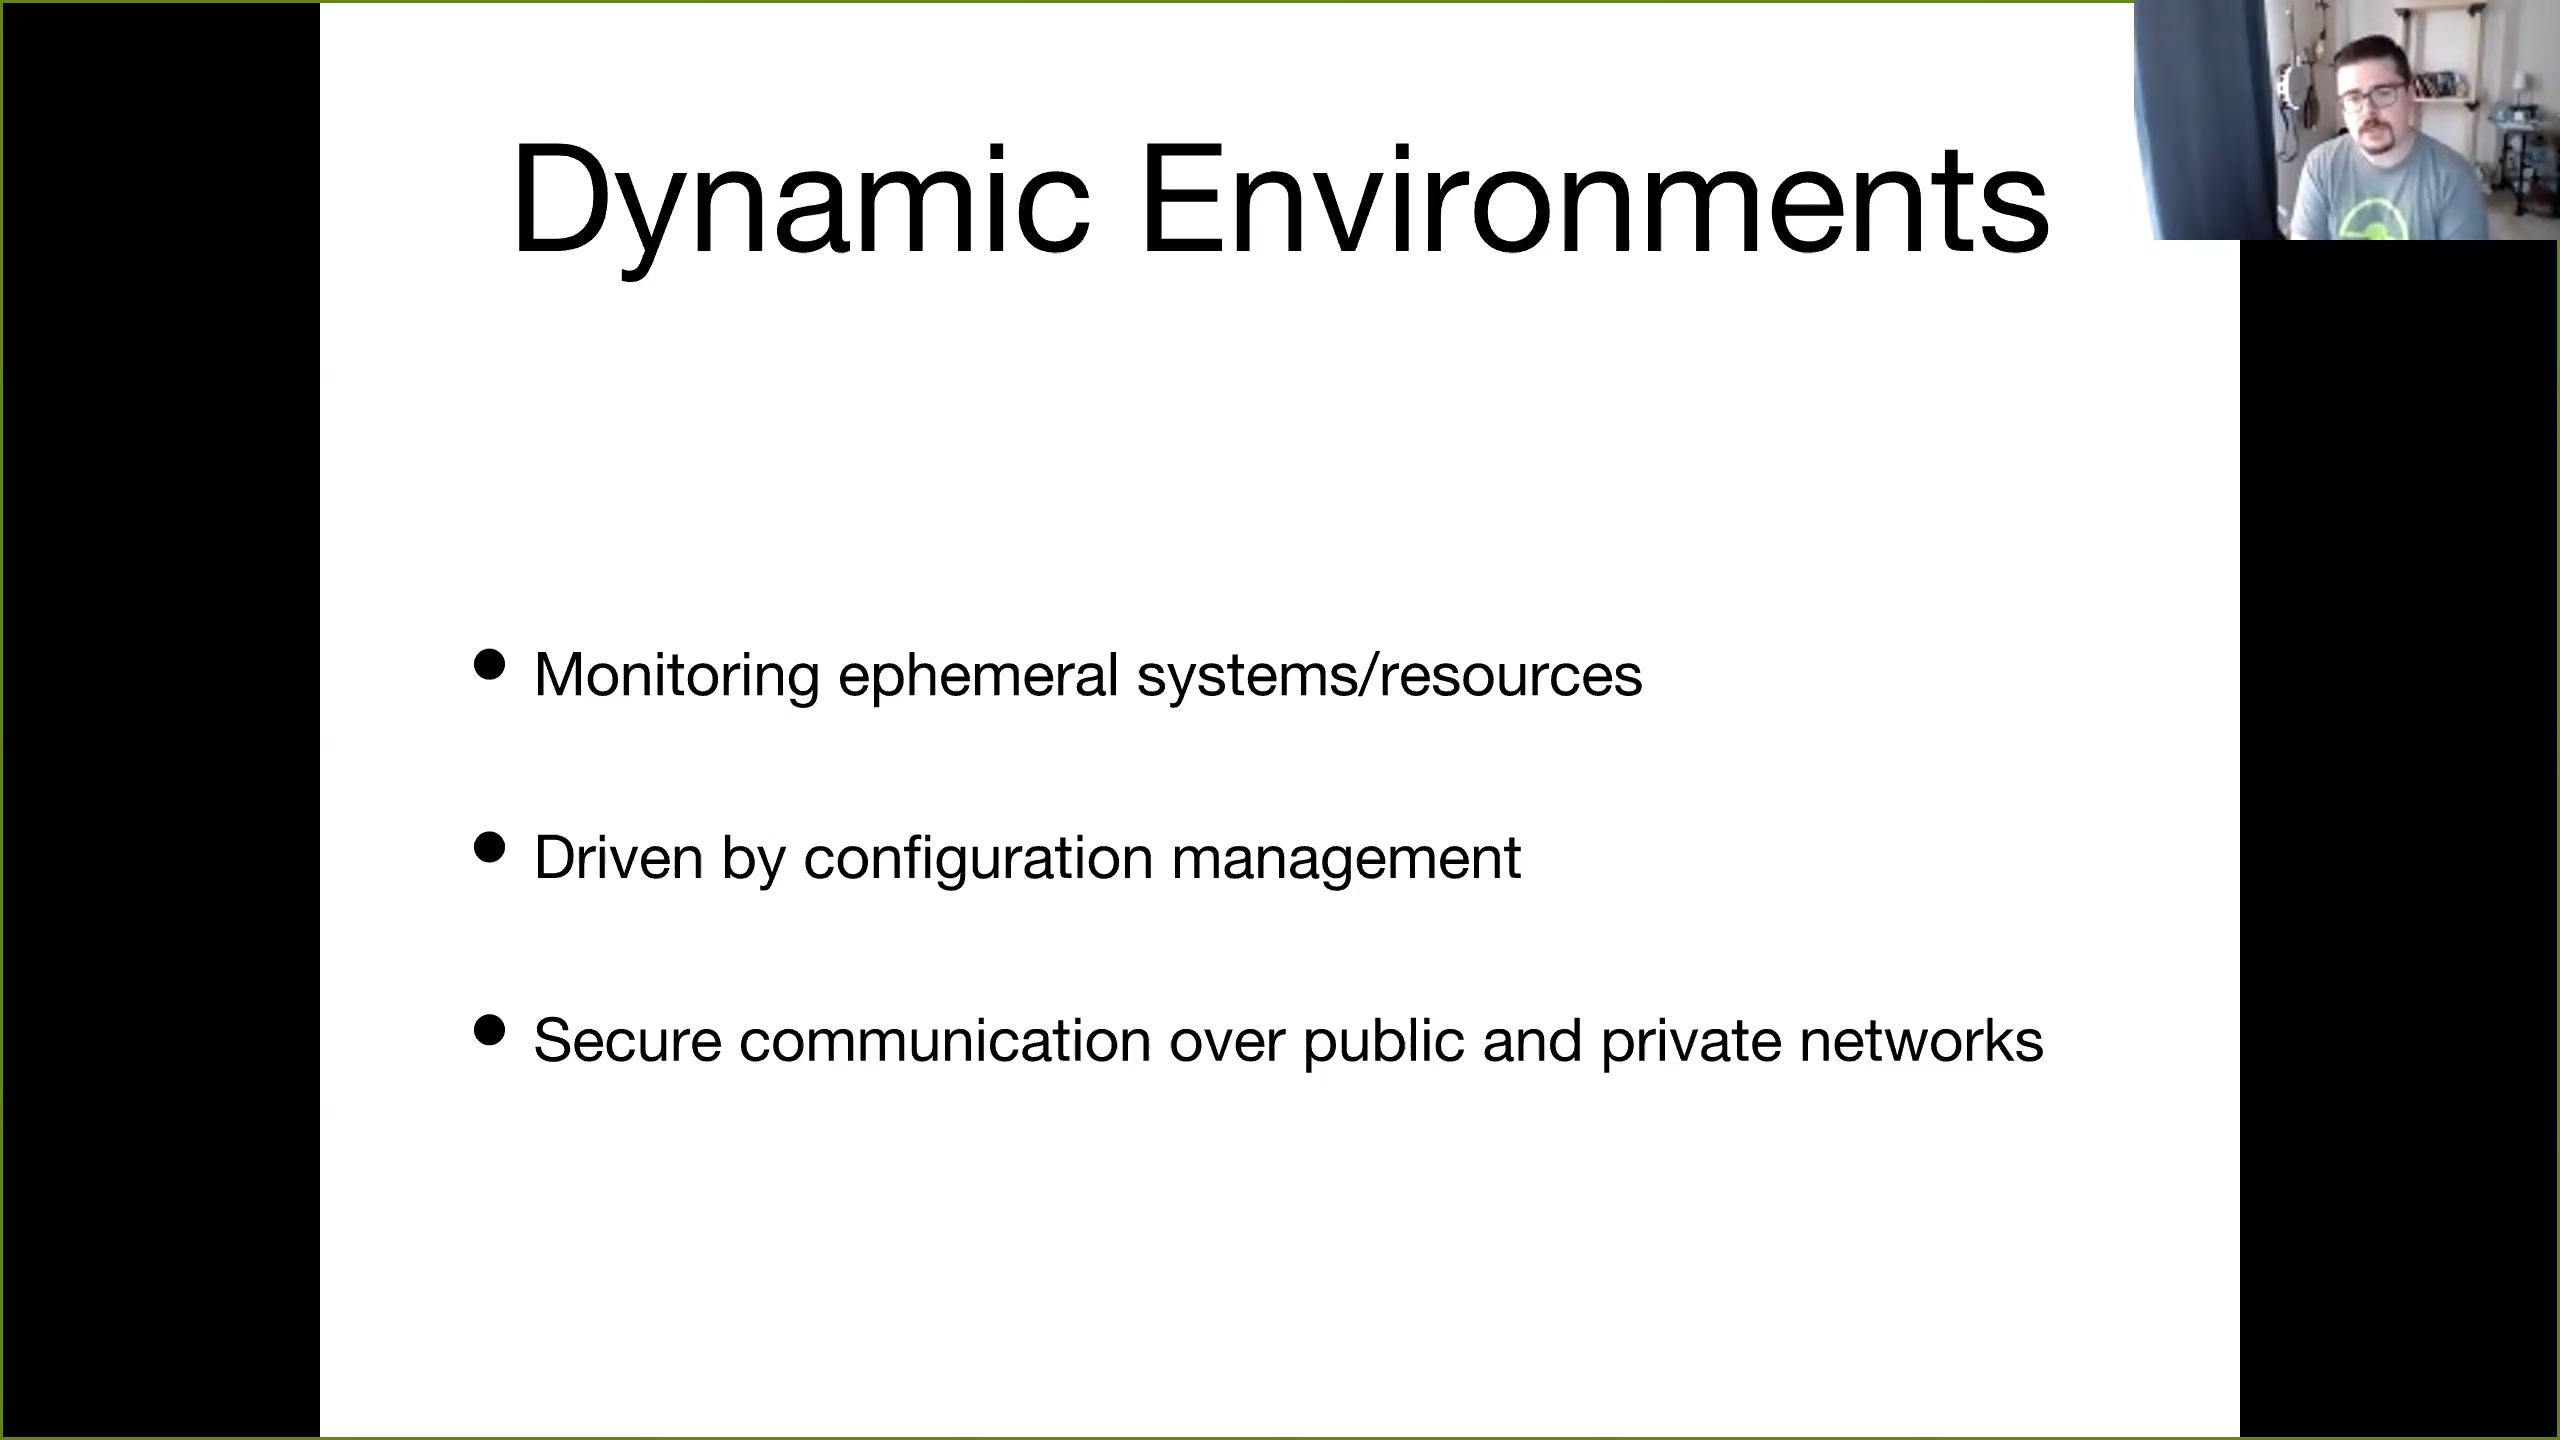 Dynamic Environments
• Monitoring ephemeral systems/resources
• Driven by configuration management
• Secure communication over public and private networks